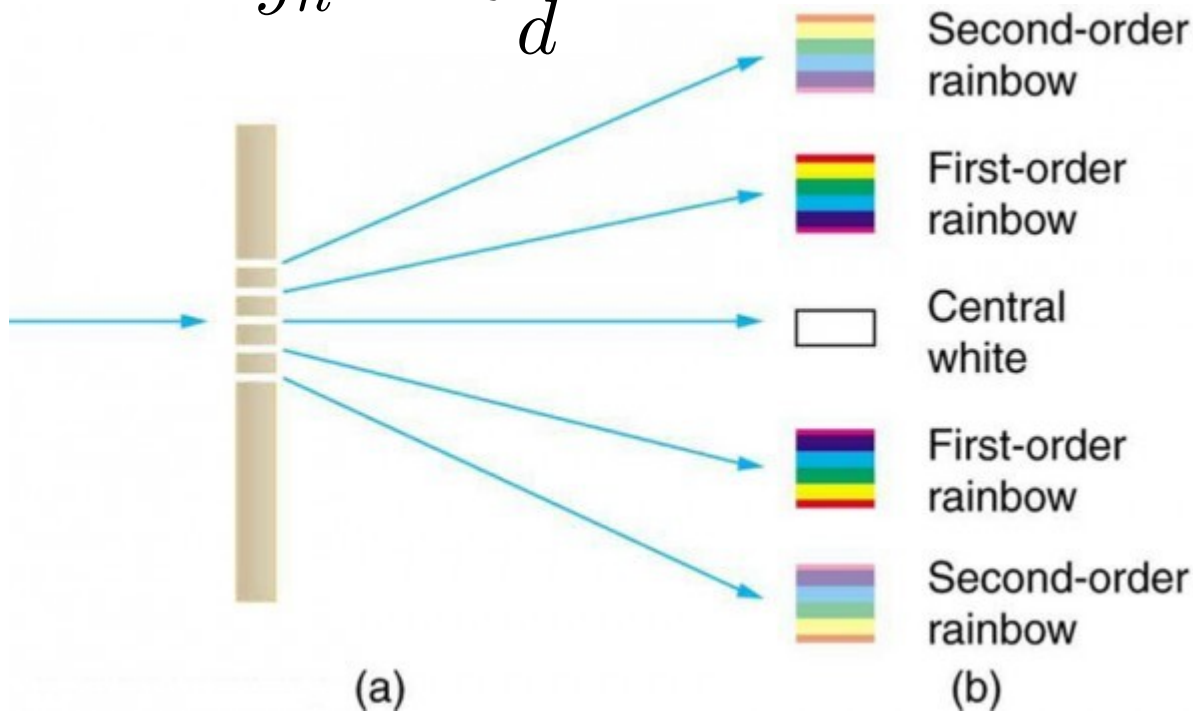 d
Second-order
rainbow
First-order
rainbow
Central
white
First-order
rainbow
Second-order
rainbow
(a)
(b)